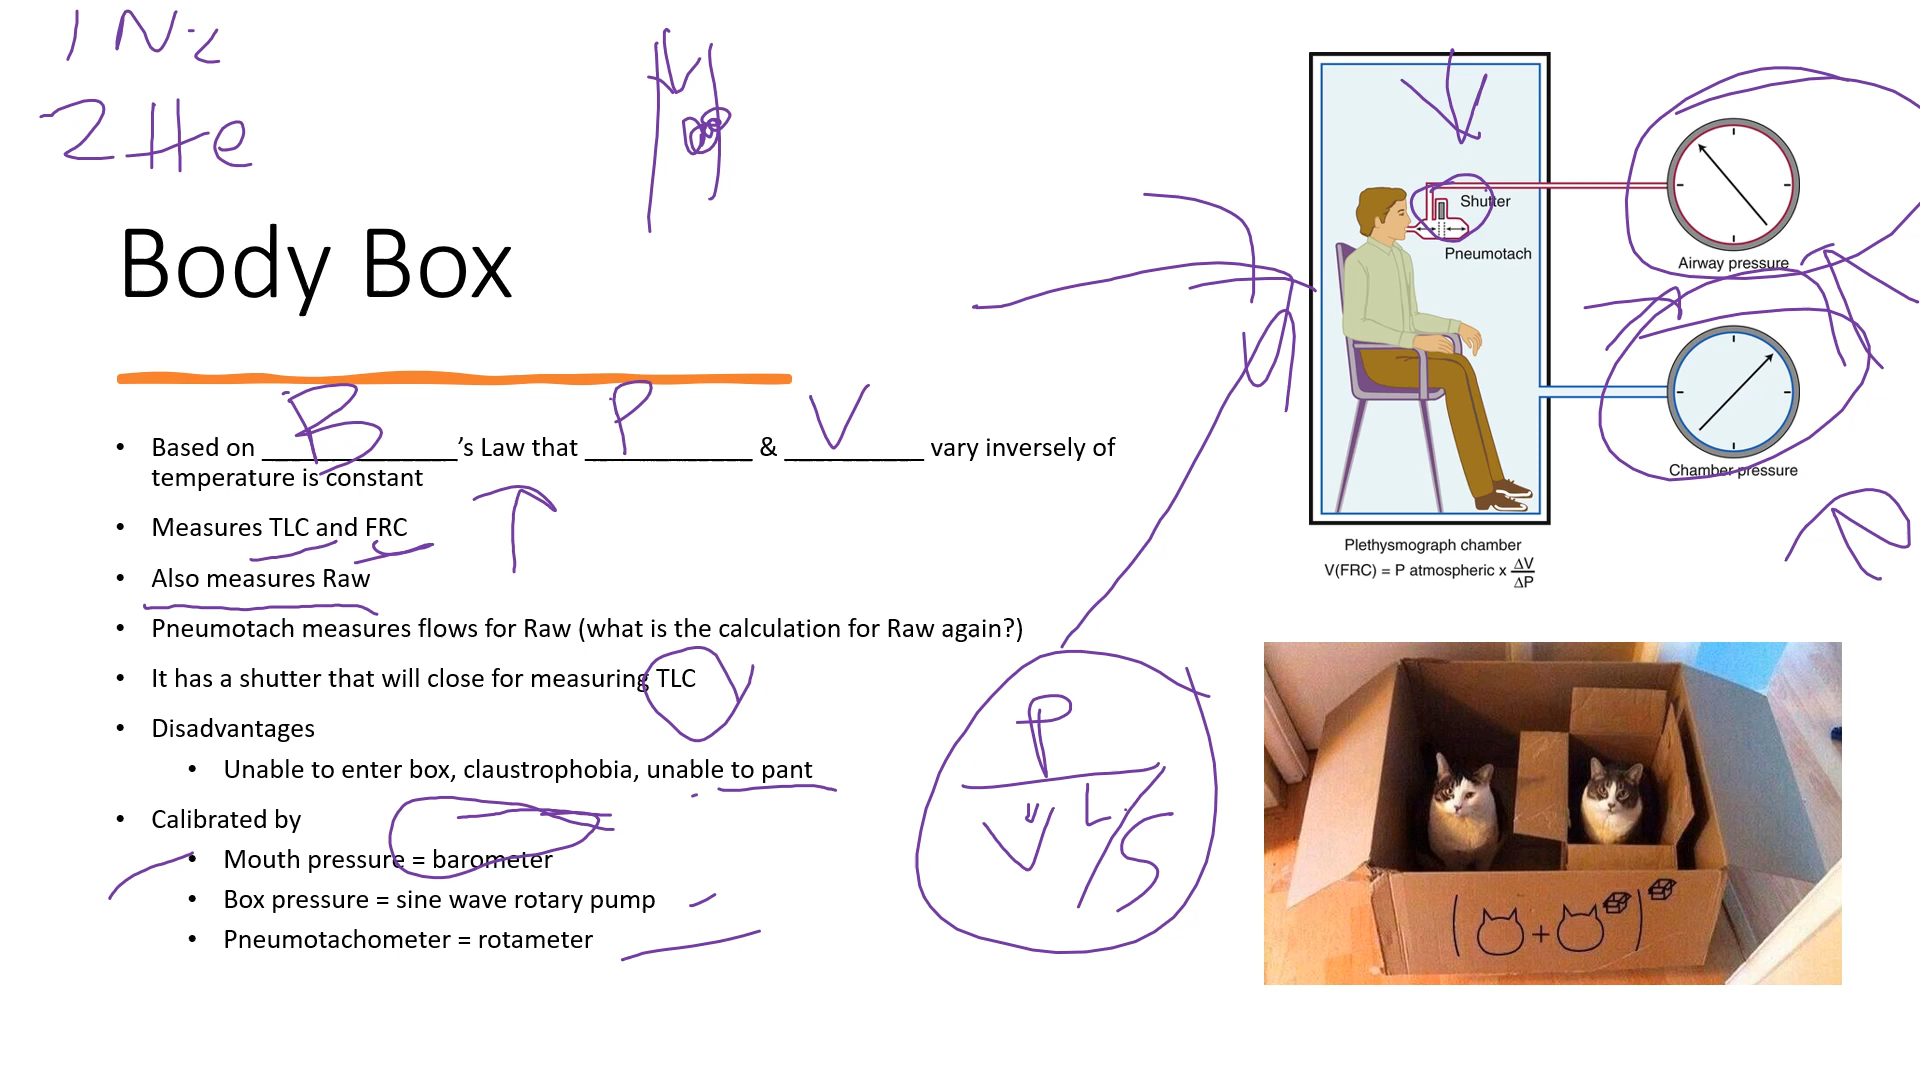 1 N2
2 He
Body Box
• Based on B’s Law that P & V vary inversely of
temperature is constant
• Measures TLC and FRC
• Also measures Raw
• Pneumotach measures flows for Raw (what is the calculation for Raw again?)
• It has a shutter that will close for measuring TLC
• Disadvantages
• Unable to enter box, claustrophobia, unable to pant
• Calibrated by
• Mouth pressure = barometer
• Box pressure = sine wave rotary pump
• Pneumotachometer = rotameter
P
V L/S
Shutter
Pneumotach
Airway pressure
Chamber pressure
Plethysmograph chamber
V(FRC) = P atmospheric x ΔV
ΔP